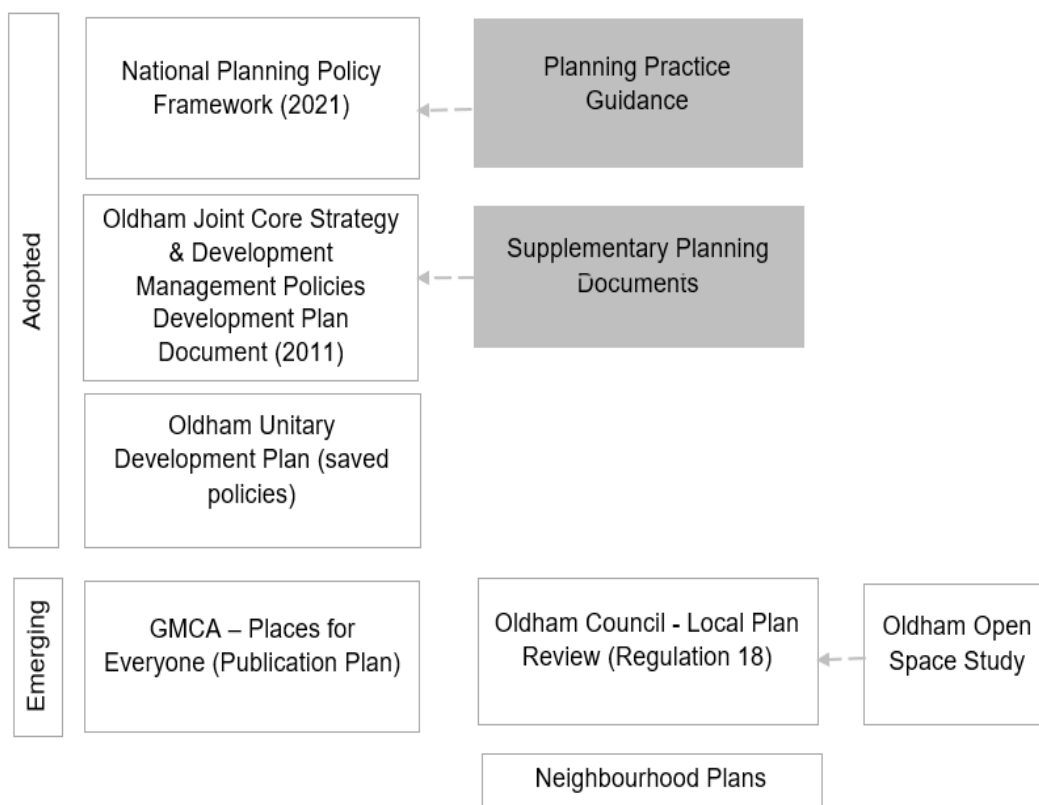 Adopted
National Planning Policy
Framework (2021)
Planning Practice
Guidance
Oldham Joint Core Strategy
& Development
Management Policies
Development Plan
Document (2011)
Supplementary Planning
Documents
Oldham Unitary
Development Plan (saved
policies)
Emerging
GMCA – Places for
Everyone (Publication Plan)
Oldham Council - Local Plan
Review (Regulation 18)
Oldham Open
Space Study
Neighbourhood Plans